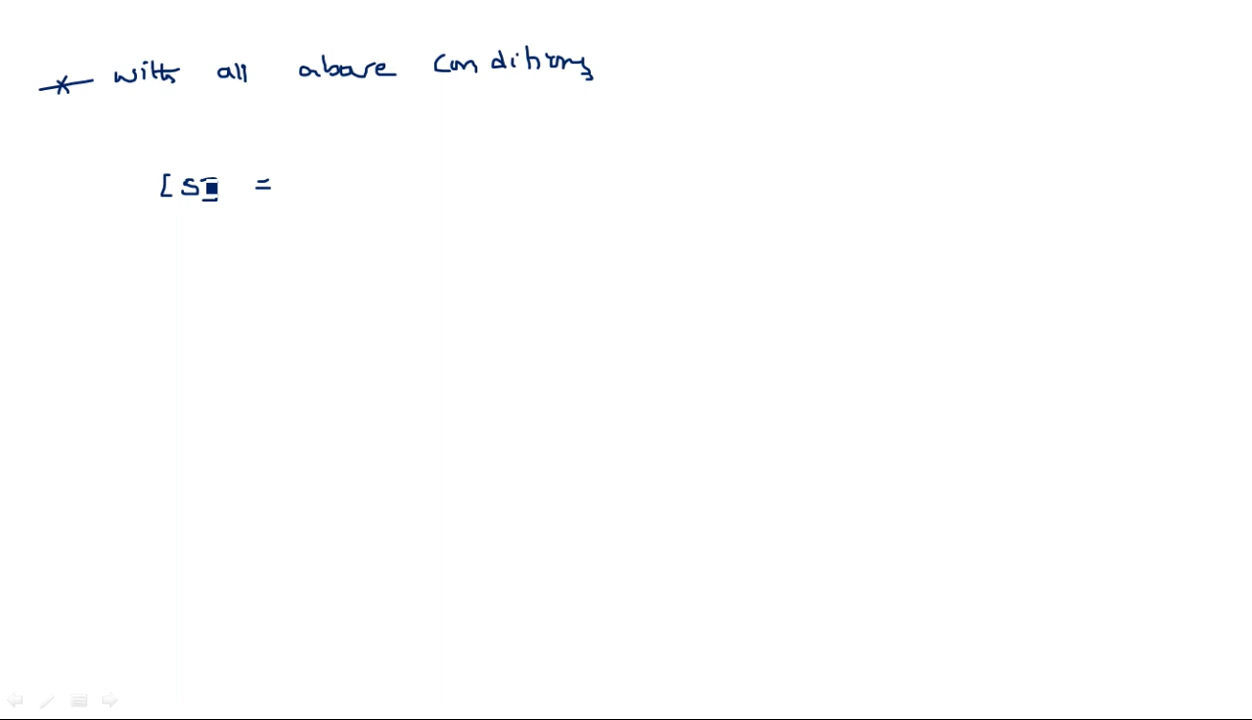 * with all above conditions
[S] =